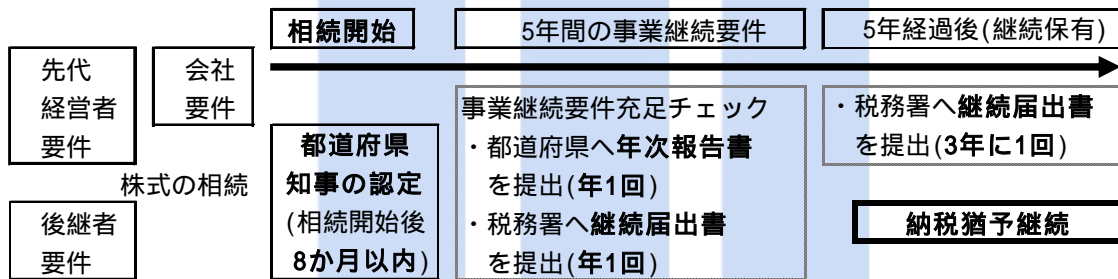 相続開始
5年間の事業継続要件
5年経過後(継続保有)
先代
経営者
要件
会社
要件
株式の相続
後継者
要件
都道府県
知事の認定
(相続開始後
8か月以内)
事業継続要件充足チェック
・都道府県へ年次報告書
を提出(年1回)
・税務署へ継続届出書
を提出(年1回)
・税務署へ継続届出書
を提出(3年に1回)
納税猶予継続